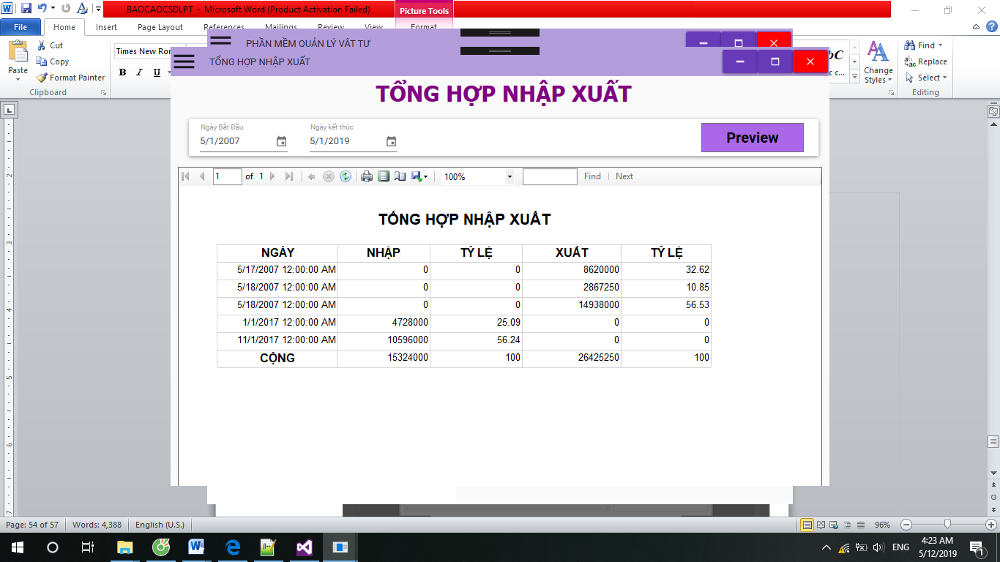 BAOCAOCSDLPT - Microsoft Word (Product Activation Failed)
Picture Tools
File Home Insert Page Layout References Mailings Review View Format
Cut
Copy
Format Painter
Paste
Clipboard
Times New Ro
B I U
Change
Styles
Find
Replace
Select
Editing
PHẦN MỀM QUẢN LÝ VẬT TƯ
TỔNG HỢP NHẬP XUẤT
TỔNG HỢP NHẬP XUẤT
Ngày Bắt Đầu Ngày kết thúc
5/1/2007 5/1/2019
Preview
1 of 1 100% Find | Next
TỔNG HỢP NHẬP XUẤT
NGÀY NHẬP TỶ LỆ XUẤT TỶ LỆ
5/17/2007 12:00:00 AM 0 0 8620000 32.62
5/18/2007 12:00:00 AM 0 0 2867250 10.85
5/18/2007 12:00:00 AM 0 0 14938000 56.53
1/1/2017 12:00:00 AM 4728000 25.09 0 0
11/1/2017 12:00:00 AM 10596000 56.24 0 0
CỘNG 15324000 100 26425250 100
Page: 54 of 57 Words: 4,388 English (U.S.) 96%
ENG
4:23 AM
5/12/2019
1